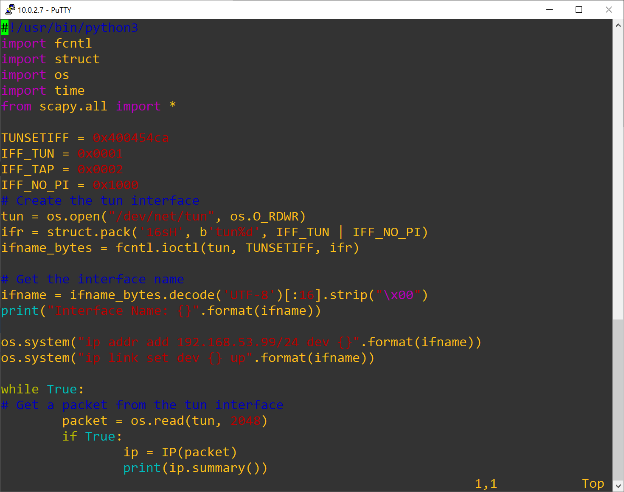 10.0.2.7 - PuTTY
#!/usr/bin/python3
import fcntl
import struct
import os
import time
from scapy.all import *
TUNSETIFF = 0x400454ca
IFF_TUN = 0x0001
IFF_TAP = 0x0002
IFF_NO_PI = 0x1000
# Create the tun interface
tun = os.open("/dev/net/tun", os.O_RDWR)
ifr = struct.pack('16sH', b'tun%d', IFF_TUN | IFF_NO_PI)
ifname_bytes = fcntl.ioctl(tun, TUNSETIFF, ifr)
# Get the interface name
ifname = ifname_bytes.decode('UTF-8')[:16].strip("\x00")
print("Interface Name: {}".format(ifname))
os.system("ip addr add 192.168.53.99/24 dev {}".format(ifname))
os.system("ip link set dev {} up".format(ifname))
while True:
# Get a packet from the tun interface
packet = os.read(tun, 2048)
if True:
ip = IP(packet)
print(ip.summary())
1,1 Top